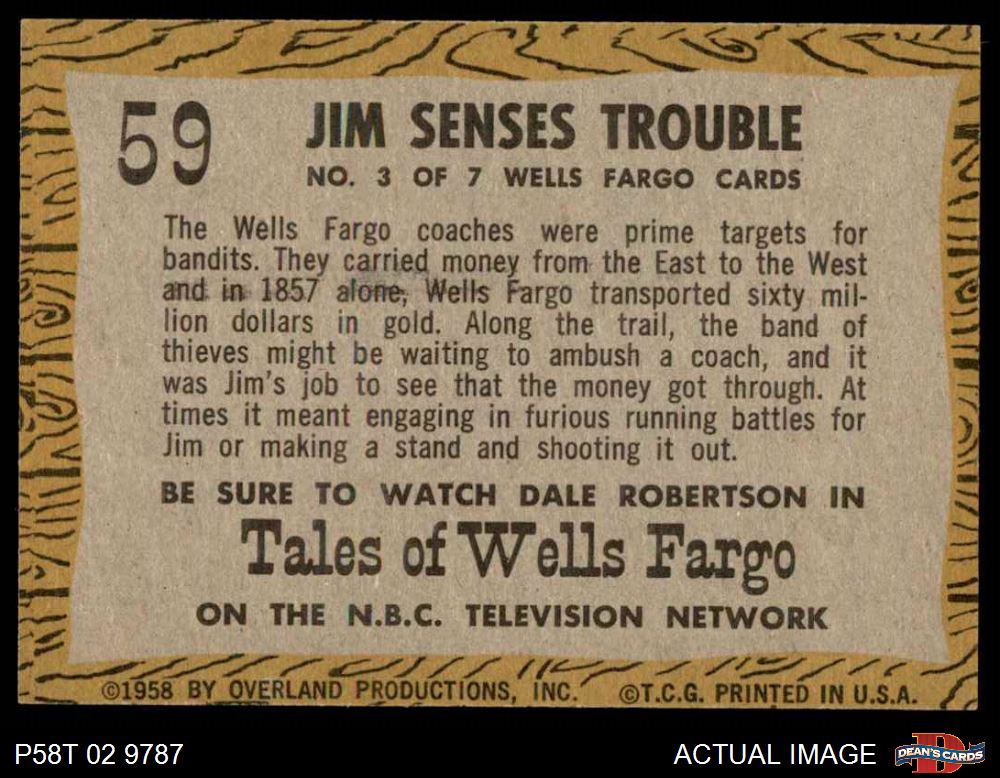 59
JIM SENSES TROUBLE
NO. 3 OF 7 WELLS FARGO CARDS
The Wells Fargo coaches were prime targets for
bandits. They carried money from the East to the West
and in 1857 alone, Wells Fargo transported sixty mil-
lion dollars in gold. Along the trail, the band of
thieves might be waiting to ambush a coach, and it
was Jim's job to see that the money got through. At
times it meant engaging in furious running battles for
Jim or making a stand and shooting it out.
BE SURE TO WATCH DALE ROBERTSON IN
Tales of Wells Fargo
ON THE N.B.C. TELEVISION NETWORK
©1958 BY OVERLAND PRODUCTIONS, INC. ©T.C.G. PRINTED IN U.S.A.
P58T 02 9787 ACTUAL IMAGE DEAN'S CARDS